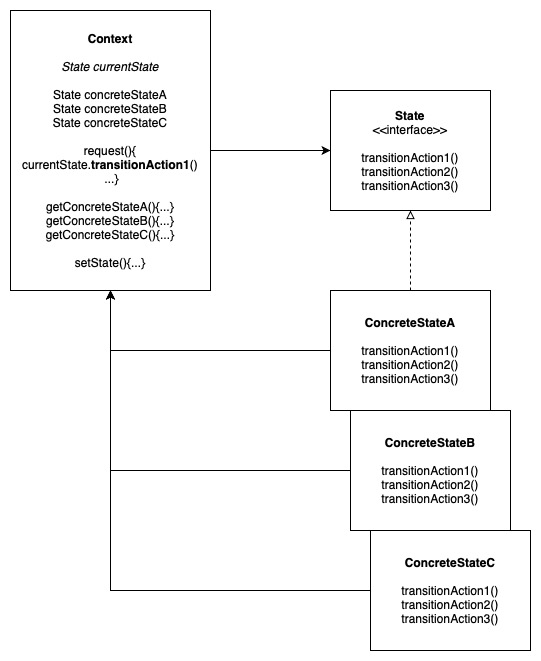 Context
State currentState
State concreteStateA
State concreteStateB
State concreteStateC
request(){
currentState.transitionAction1()
...}
getConcreteStateA(){...}
getConcreteStateB(){...}
getConcreteStateC(){...}
setState(){...}
State
<<interface>>
transitionAction1()
transitionAction2()
transitionAction3()
ConcreteStateA
transitionAction1()
transitionAction2()
transitionAction3()
ConcreteStateB
transitionAction1()
transitionAction2()
transitionAction3()
ConcreteStateC
transitionAction1()
transitionAction2()
transitionAction3()